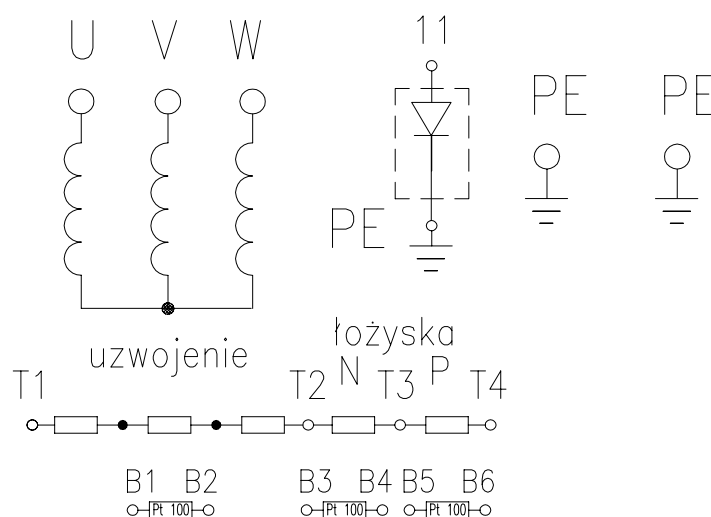 U V W 11 PE PE
PE
uzwojenie łożyska
T1 T2 N T3 P T4
B1 B2 B3 B4 B5 B6
Pt 100 Pt 100 Pt 100